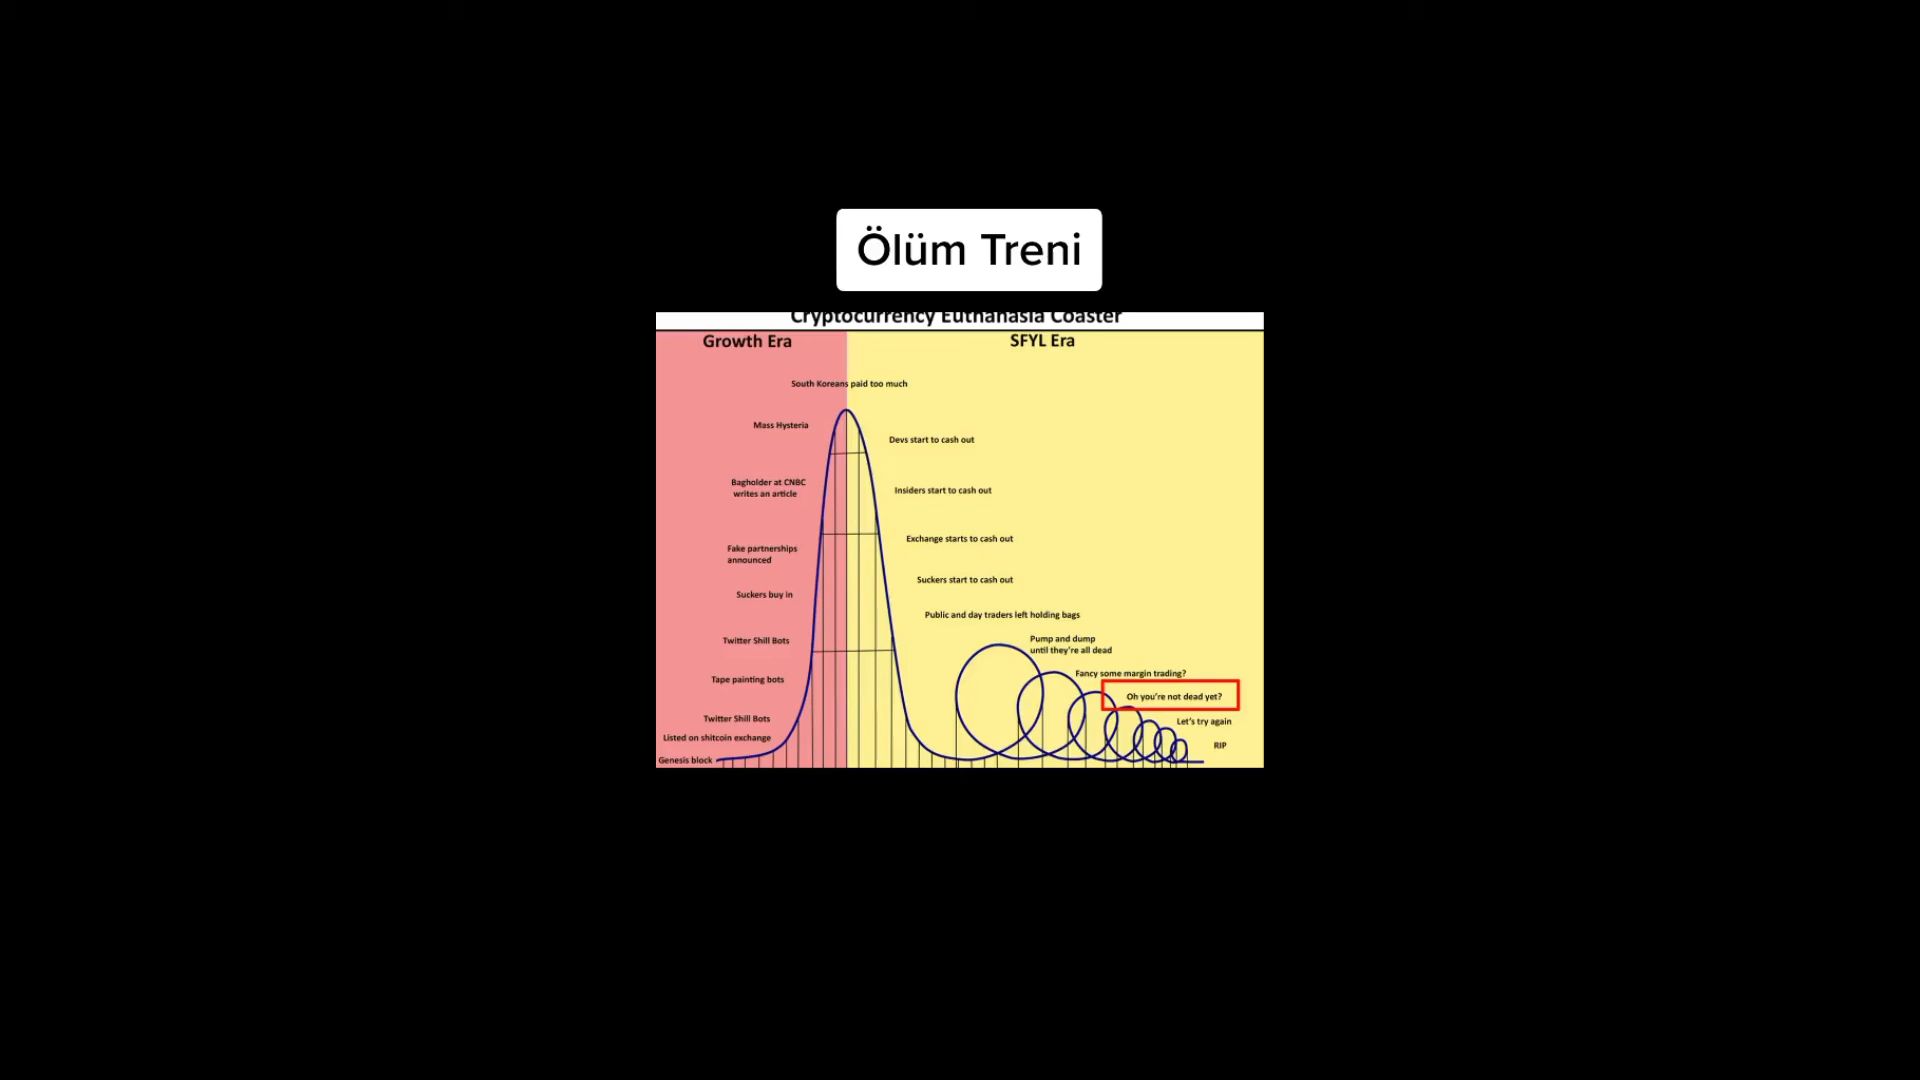 Ölüm Treni
Cryptocurrency Euthanasia Coaster
Growth Era
SFYL Era
South Koreans paid too much
Mass Hysteria
Devs start to cash out
Bagholder at CNBC
writes an article
Insiders start to cash out
Exchange starts to cash out
Fake partnerships
announced
Suckers start to cash out
Suckers buy in
Public and day traders left holding bags
Twitter Shill Bots
Pump and dump
until they're all dead
Fancy some margin trading?
Tape painting bots
Oh you're not dead yet?
Twitter Shill Bots
Let's try again
Listed on shitcoin exchange
RIP
Genesis block